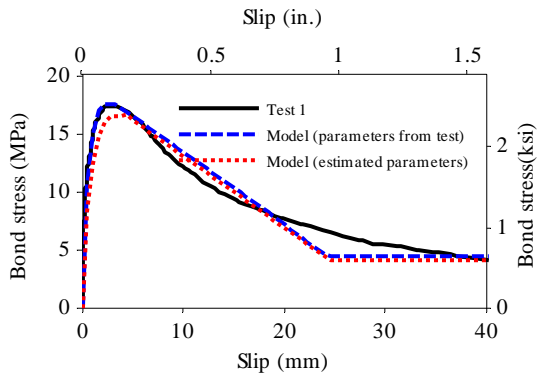 Slip (in.)
0 0.5 1 1.5
20
15
10
5
0
Bond stress (MPa)
Test 1
Model (parameters from test)
Model (estimated parameters)
2
1
0
Bond stress(ksi)
0 10 20 30 40
Slip (mm)